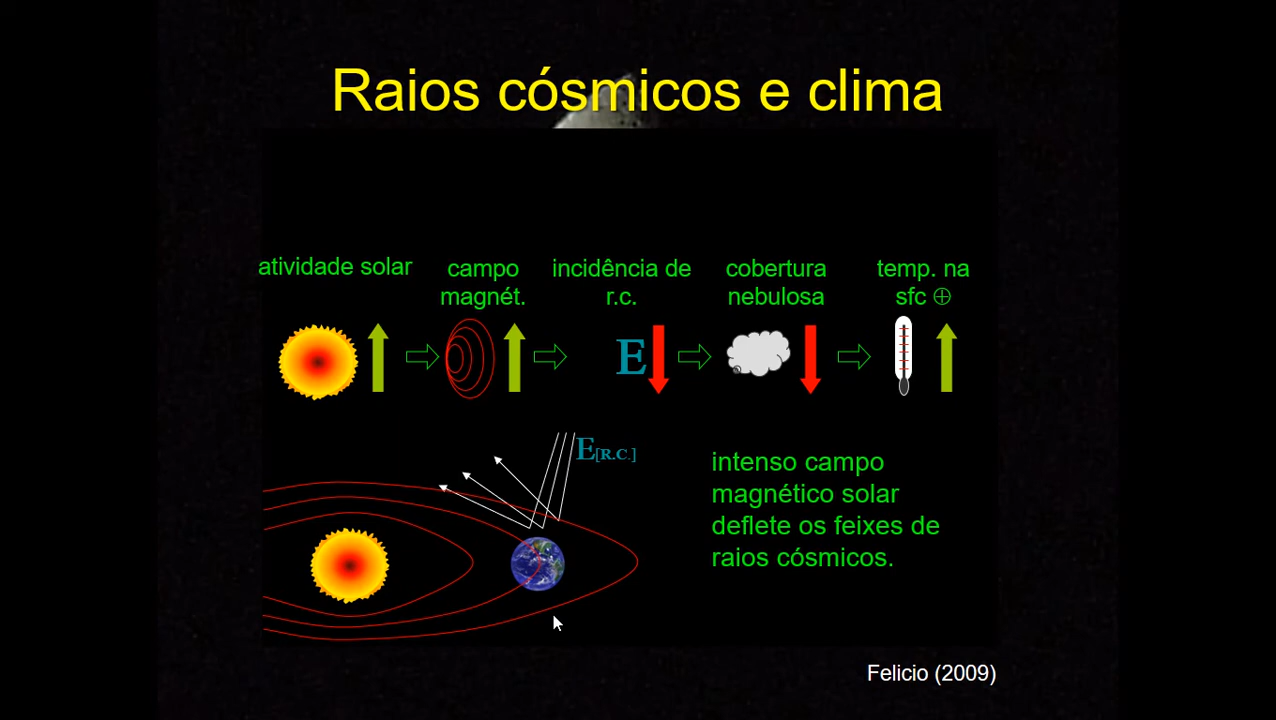 Raios cósmicos e clima
atividade solar
campo
magnét.
incidência de
r.c.
cobertura
nebulosa
temp. na
sfc ⊕
E
E[R.C.]
intenso campo
magnético solar
deflete os feixes de
raios cósmicos.
Felicio (2009)